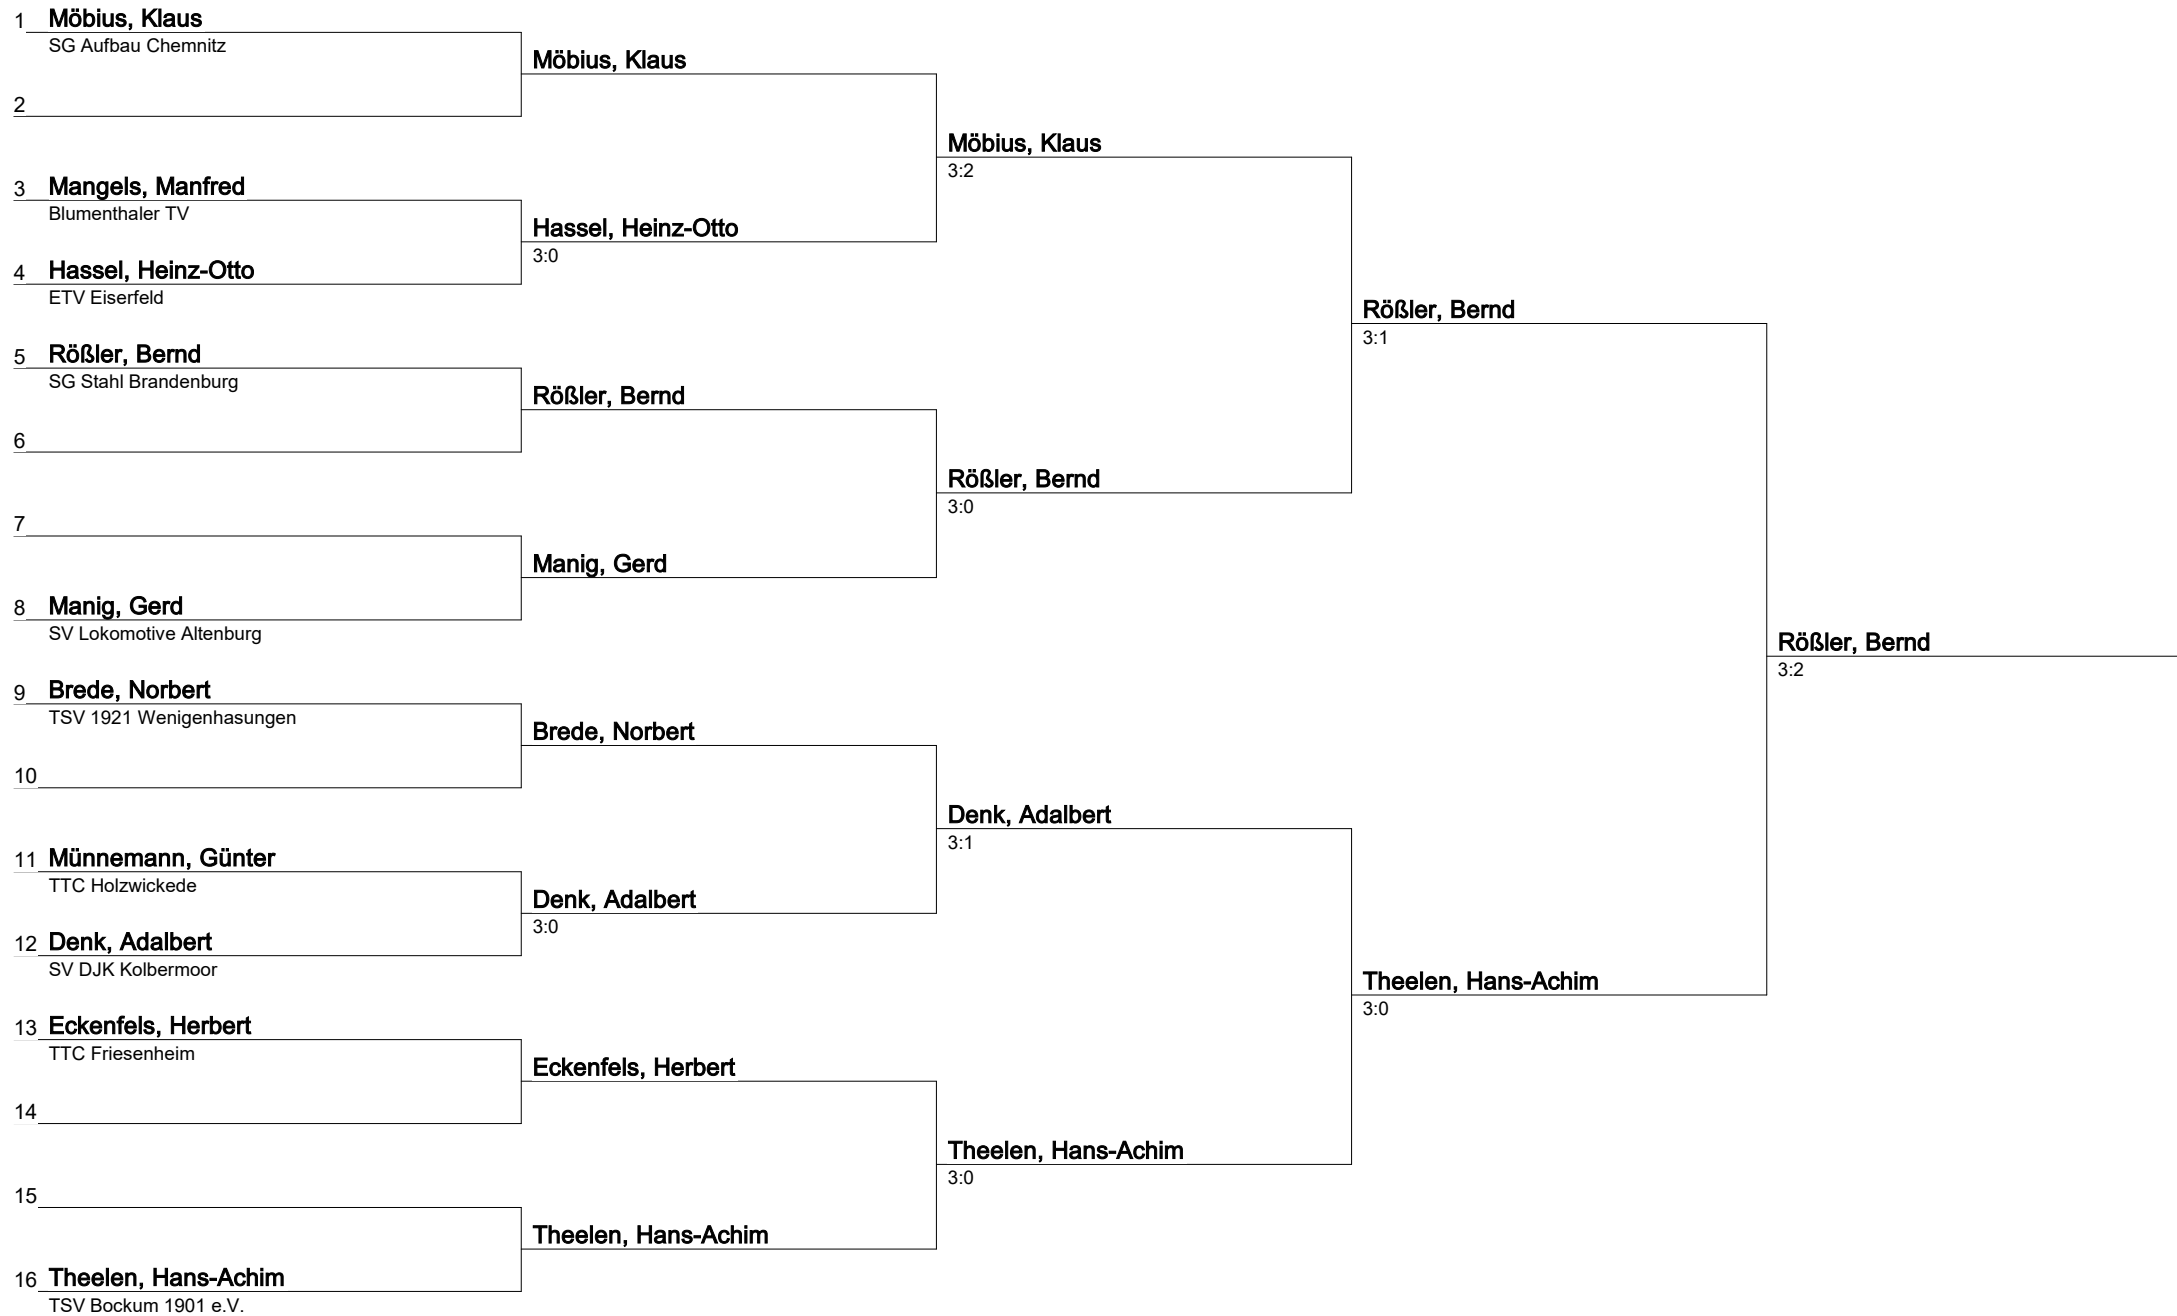 1 Möbius, Klaus
SG Aufbau Chemnitz
Möbius, Klaus
2
Möbius, Klaus
3:2
3 Mangels, Manfred
Blumenthaler TV
Hassel, Heinz-Otto
3:0
4 Hassel, Heinz-Otto
ETV Eiserfeld
Rößler, Bernd
3:1
5 Rößler, Bernd
SG Stahl Brandenburg
Rößler, Bernd
6
Rößler, Bernd
3:0
7
Manig, Gerd
8 Manig, Gerd
SV Lokomotive Altenburg
Rößler, Bernd
3:2
9 Brede, Norbert
TSV 1921 Wenigenhasungen
Brede, Norbert
10
Denk, Adalbert
3:1
11 Münnemann, Günter
TTC Holzwickede
Denk, Adalbert
3:0
12 Denk, Adalbert
SV DJK Kolbermoor
Theelen, Hans-Achim
3:0
13 Eckenfels, Herbert
TTC Friesenheim
Eckenfels, Herbert
14
Theelen, Hans-Achim
3:0
15
Theelen, Hans-Achim
16 Theelen, Hans-Achim
TSV Bockum 1901 e.V.